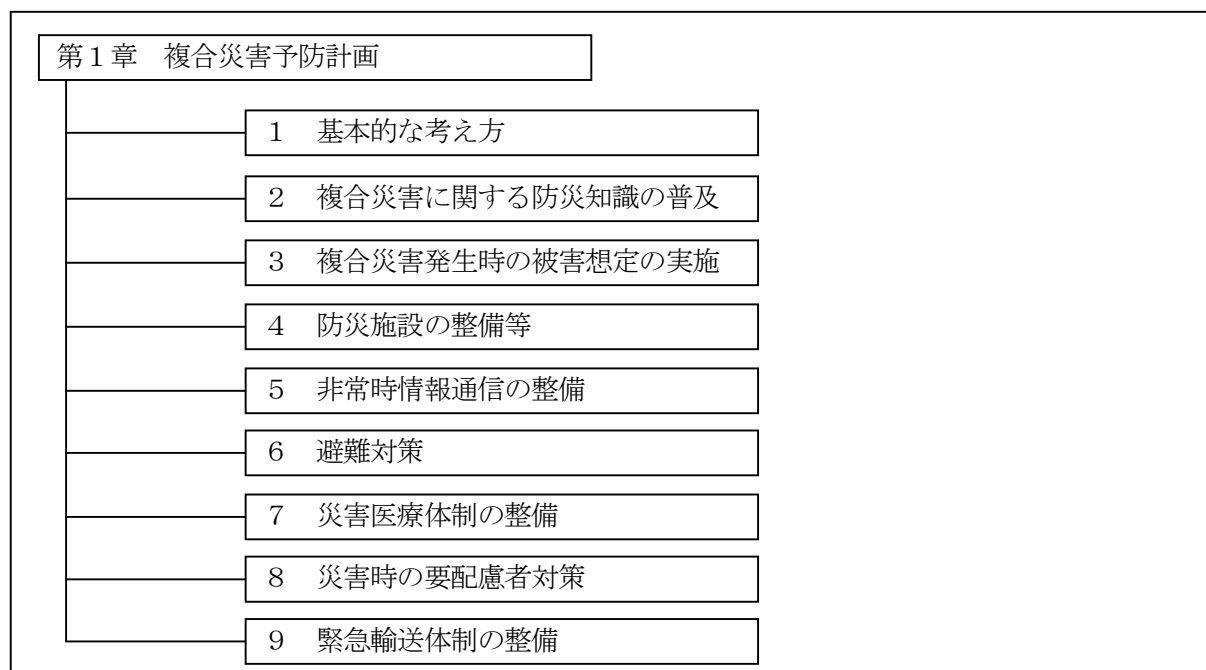 第１章　複合災害予防計画
１　基本的な考え方
２　複合災害に関する防災知識の普及
３　複合災害発生時の被害想定の実施
４　防災施設の整備等
５　非常時情報通信の整備
６　避難対策
７　災害医療体制の整備
８　災害時の要配慮者対策
９　緊急輸送体制の整備